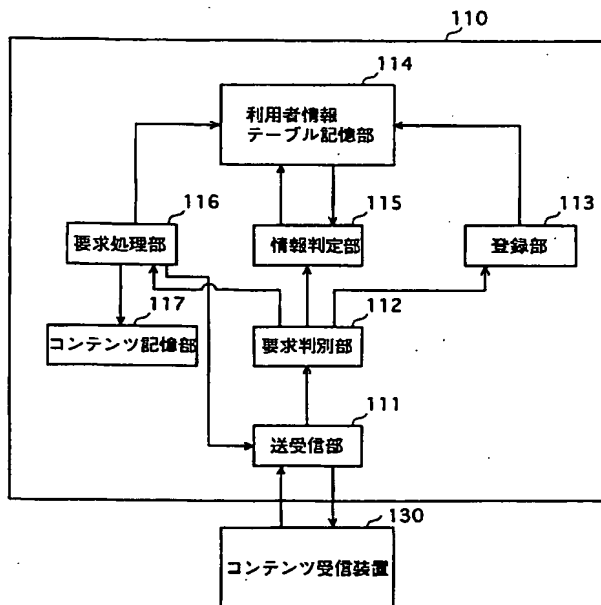 110
114
利用者情報
テーブル記憶部
116
115
113
要求処理部
情報判定部
登録部
117
112
コンテンツ記憶部
要求判別部
111
送受信部
130
コンテンツ受信装置